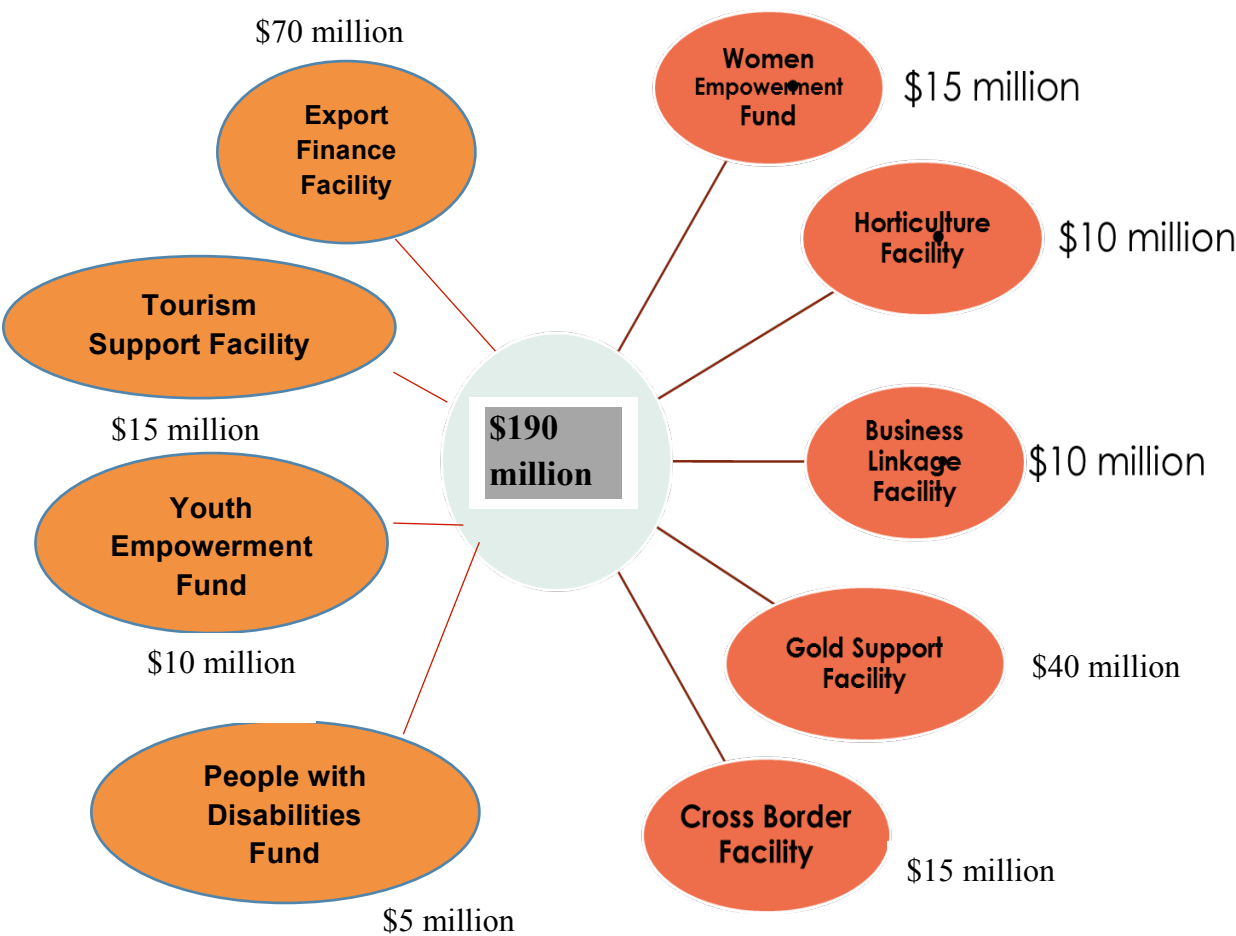 $70 million
Export
Finance
Facility
Tourism
Support Facility
$15 million
Youth
Empowerment
Fund
$10 million
People with
Disabilities
Fund
$5 million
$190
million
Women
Empowerment
Fund
$15 million
Horticulture
Facility
$10 million
Business
Linkage
Facility
$10 million
Gold Support
Facility
$40 million
Cross Border
Facility
$15 million